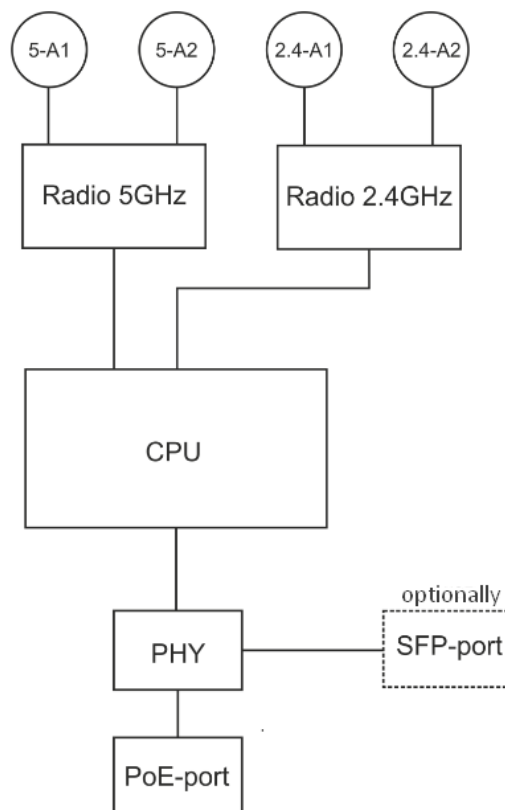 5-A1
5-A2
2.4-A1
2.4-A2
Radio 5GHz
Radio 2.4GHz
CPU
optionally
PHY
SFP-port
PoE-port